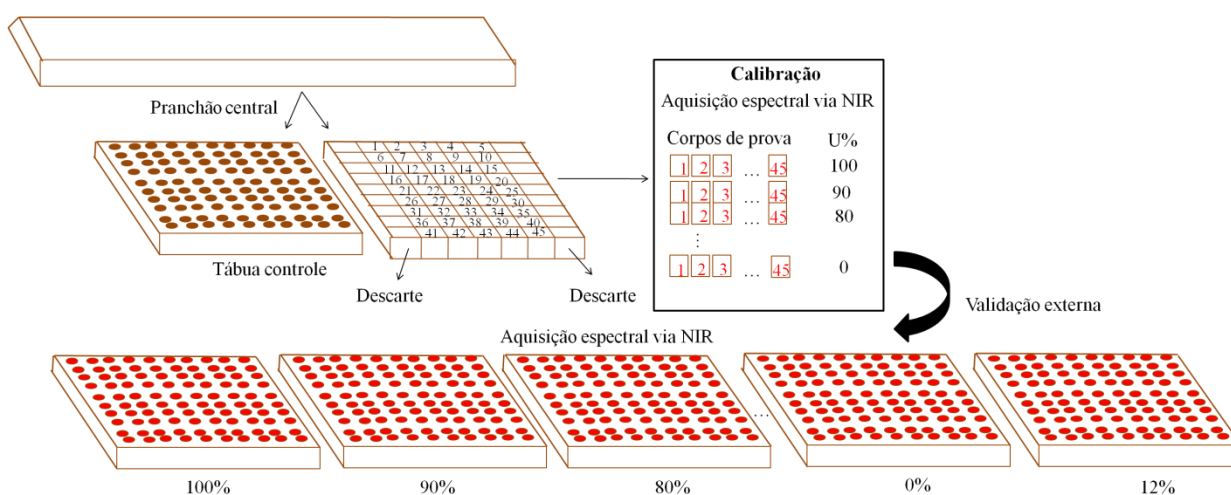 Pranchão central
Calibração
Aquisição espectral via NIR
Corpos de prova U%
1 2 3 ... 45 100
1 2 3 ... 45 90
1 2 3 ... 45 80
⋮
1 2 3 ... 45 0
1 2 3 4 5
6 7 8 9 10
11 12 13 14 15
16 17 18 19 20
21 22 23 24 25
26 27 28 29 30
31 32 33 34 35
36 37 38 39 40
41 42 43 44 45
Tábua controle
Descarte
Descarte
Validação externa
Aquisição espectral via NIR
...
100% 90% 80% 0% 12%